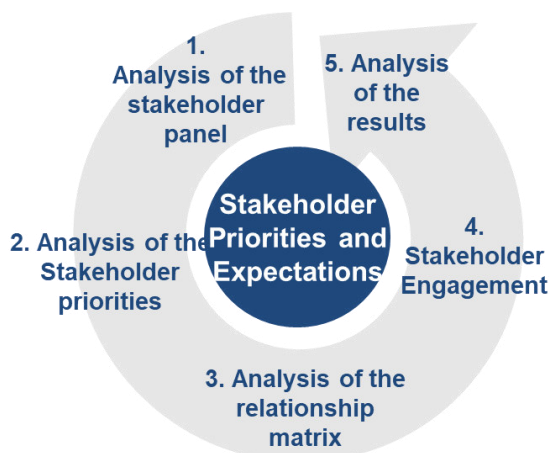 1.
Analysis of the
stakeholder
panel
2. Analysis of the
Stakeholder
priorities
3. Analysis of the
relationship
matrix
4.
Stakeholder
Engagement
5. Analysis
of the
results
Stakeholder
Priorities and
Expectations